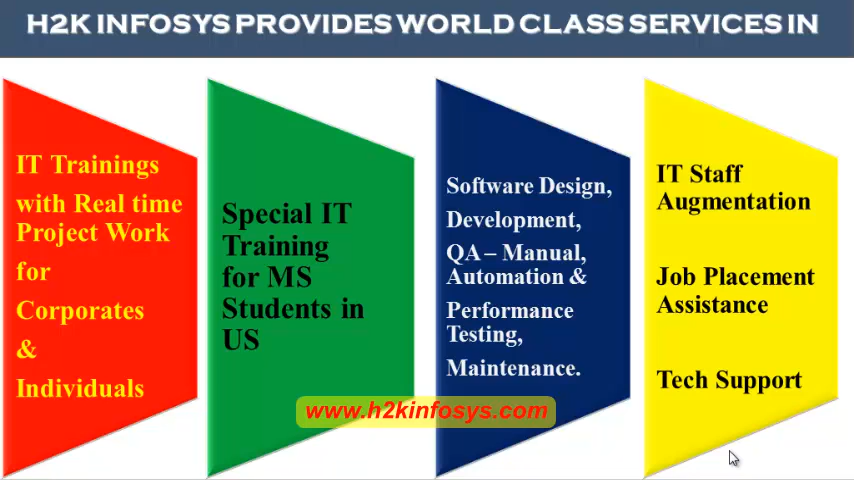 H2K INFOSYS PROVIDES WORLD CLASS SERVICES IN
IT Trainings
with Real time
Project Work
for
Corporates
&
Individuals
Special IT
Training
for MS
Students in
US
Software Design,
Development,
QA – Manual,
Automation &
Performance
Testing,
Maintenance.
IT Staff
Augmentation
Job Placement
Assistance
Tech Support
www.h2kinfosys.com